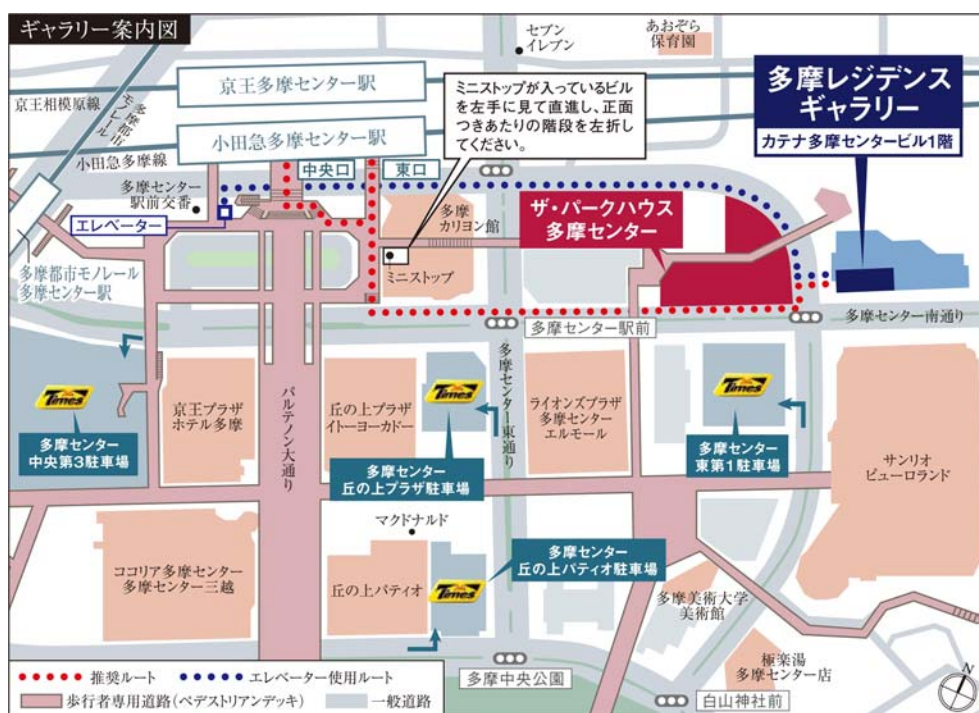 ギャラリー案内図
セブン
イレブン
あおぞら
保育園
京王多摩センター駅
京王相模原線
多摩都市
モノレール
小田急多摩センター駅
小田急多摩線
ミニストップが入っているビル
を左手に見て直進し、正面
つきあたりの階段を左折し
てください。
多摩レジデンス
ギャラリー
カテナ多摩センタービル1階
中央口
東口
多摩センター
駅前交番
エレベーター
多摩
カリヨン館
ミニストップ
ザ・パークハウス
多摩センター
多摩都市モノレール
多摩センター駅
多摩センター駅前
多摩センター南通り
Times
多摩センター
中央第3駐車場
京王プラザ
ホテル多摩
パルテノン大通り
丘の上プラザ
イトーヨーカドー
Times
多摩センター
丘の上プラザ駐車場
多摩センター東通り
ライオンズプラザ
多摩センター
エルモール
Times
多摩センター
東第1駐車場
サンリオ
ピューロランド
マクドナルド
ココリア多摩センター
多摩センター三越
丘の上パティオ
Times
多摩センター
丘の上パティオ駐車場
多摩美術大学
美術館
極楽湯
多摩センター店
多摩中央公園
白山神社前
推奨ルート
エレベーター使用ルート
歩行者専用道路(ペデストリアンデッキ)
一般道路
N